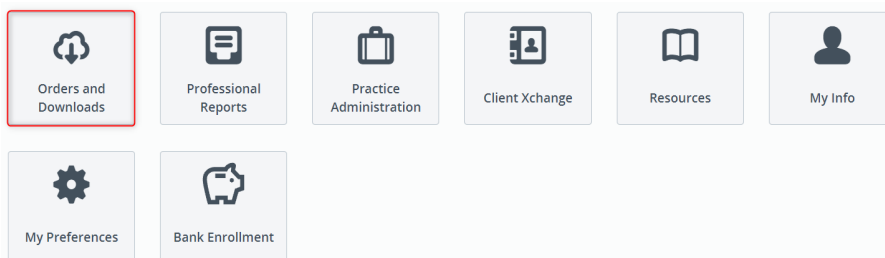 Orders and
Downloads
Professional
Reports
Practice
Administration
Client Xchange
Resources
My Info
My Preferences
Bank Enrollment